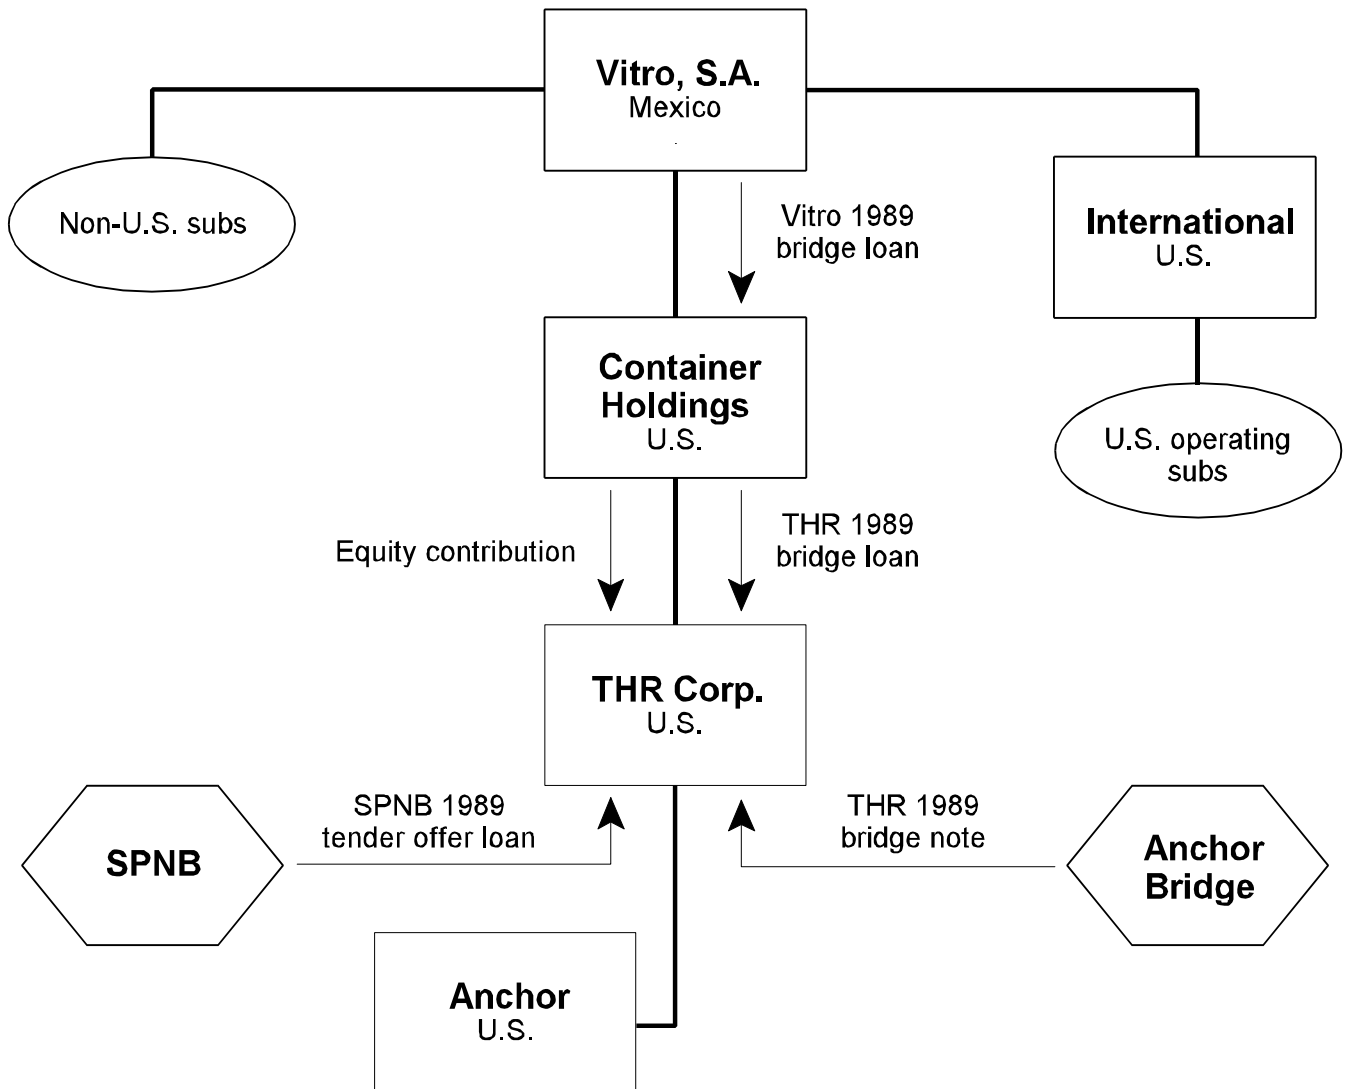 Vitro, S.A.
Mexico
Non-U.S. subs
Vitro 1989
bridge loan
International
U.S.
Container
Holdings
U.S.
U.S. operating
subs
Equity contribution
THR 1989
bridge loan
THR Corp.
U.S.
SPNB
SPNB 1989
tender offer loan
THR 1989
bridge note
Anchor
Bridge
Anchor
U.S.